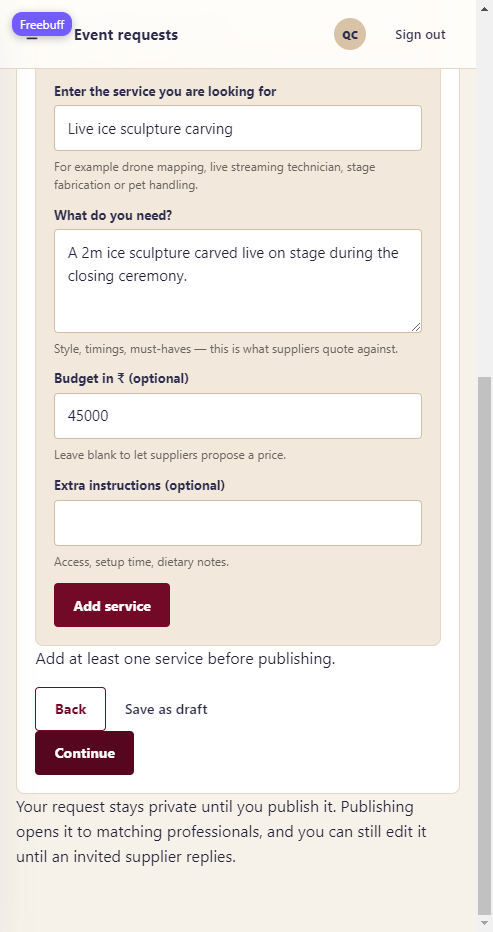 Freebuff
Event requests
QC
Sign out
Enter the service you are looking for
Live ice sculpture carving
For example drone mapping, live streaming technician, stage
fabrication or pet handling.
What do you need?
A 2m ice sculpture carved live on stage during the
closing ceremony.
Style, timings, must-haves — this is what suppliers quote against.
Budget in ₹ (optional)
45000
Leave blank to let suppliers propose a price.
Extra instructions (optional)
Access, setup time, dietary notes.
Add service
Add at least one service before publishing.
Back
Save as draft
Continue
Your request stays private until you publish it. Publishing
opens it to matching professionals, and you can still edit it
until an invited supplier replies.